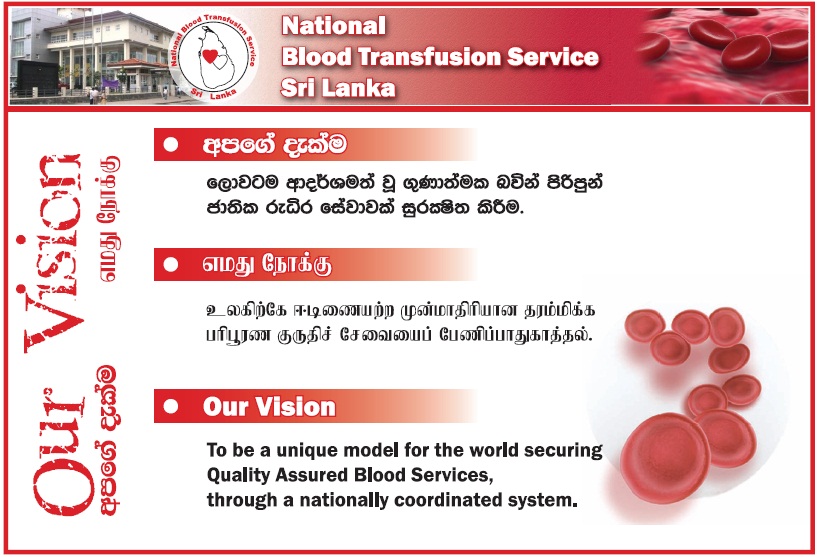 National Blood Transfusion Service
Sri Lanka
National
Blood Transfusion Service
Sri Lanka
Our Vision
අපගේ දැක්ම
எமது நோக்கு
අපගේ දැක්ම
ලොවටම ආදර්ශමත් වූ ගුණාත්මක බවින් පිරිපුන්
ජාතික රුධිර සේවාවක් සුරක්ෂිත කිරීම.
எமது நோக்கு
உலகிற்கே ஈடிணையற்ற முன்மாதிரியான தரம்மிக்க
பரிபூரண குருதிச் சேவையைப் பேணிப்பாதுகாத்தல்.
Our Vision
To be a unique model for the world securing
Quality Assured Blood Services,
through a nationally coordinated system.